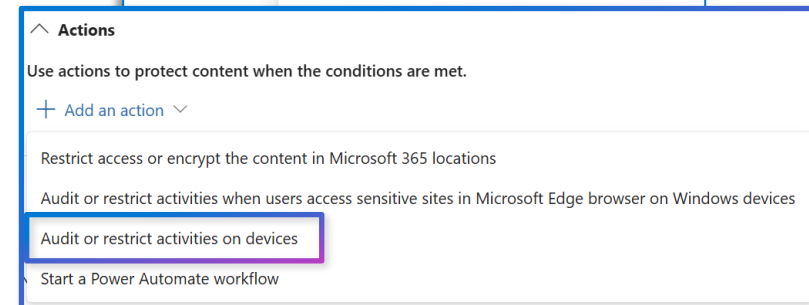 Actions
Use actions to protect content when the conditions are met.
Add an action
Restrict access or encrypt the content in Microsoft 365 locations
Audit or restrict activities when users access sensitive sites in Microsoft Edge browser on Windows devices
Audit or restrict activities on devices
Start a Power Automate workflow